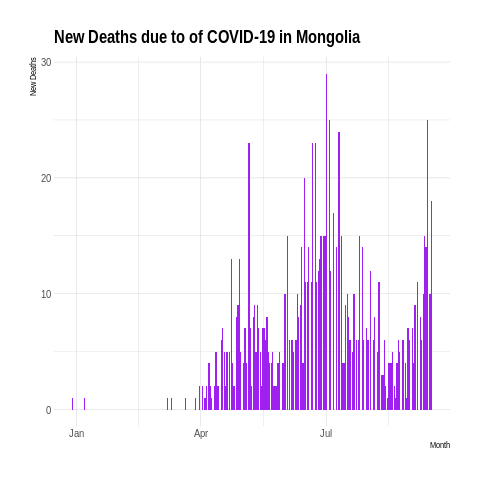 New Deaths due to of COVID-19 in Mongolia
New Deaths
30
20
10
0
Jan Apr Jul
Month